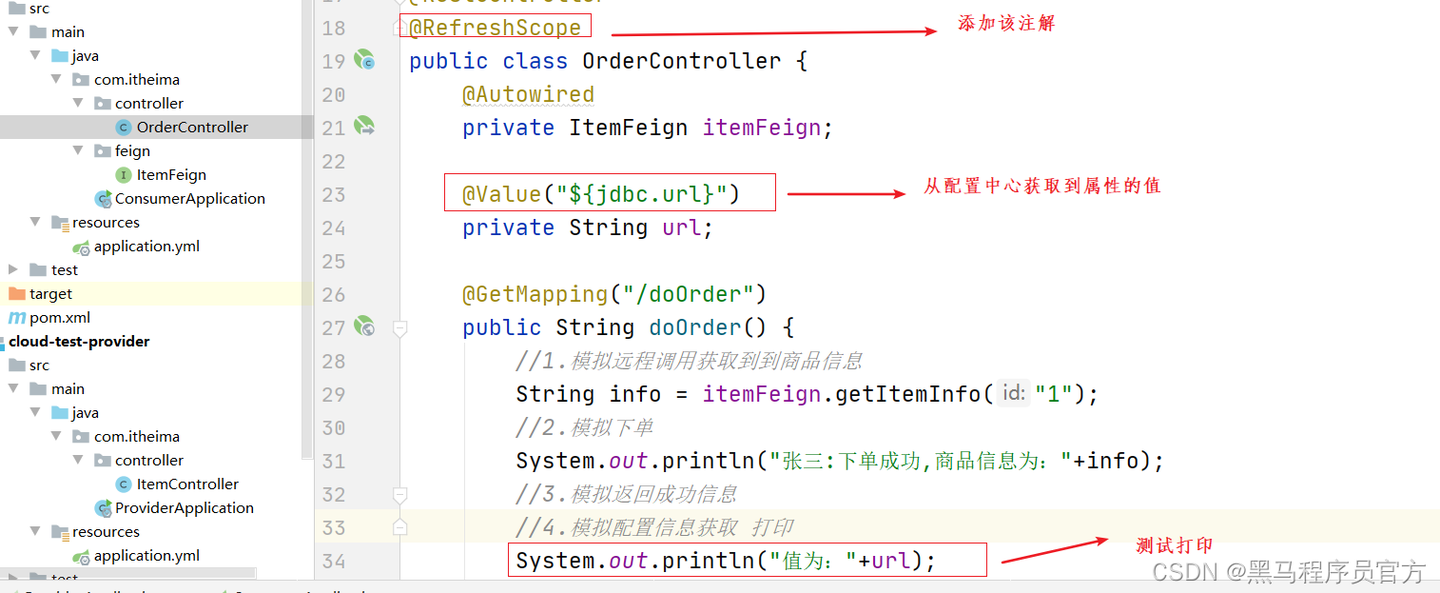 src
main
java
com.itheima
controller
OrderController
feign
ItemFeign
ConsumerApplication
resources
application.yml
test
target
pom.xml
cloud-test-provider
src
main
java
com.itheima
controller
ItemController
ProviderApplication
resources
application.yml
test
18 @RefreshScope 添加该注解
19 public class OrderController {
20 @Autowired
21 private ItemFeign itemFeign;
22
23 @Value("${jdbc.url}") 从配置中心获取到属性的值
24 private String url;
25
26 @GetMapping("/doOrder")
27 public String doOrder() {
28 //1.模拟远程调用获取到到商品信息
29 String info = itemFeign.getItemInfo( id: "1");
30 //2.模拟下单
31 System.out.println("张三:下单成功,商品信息为："+info);
32 //3.模拟返回成功信息
33 //4.模拟配置信息获取 打印
34 System.out.println("值为："+url); 测试打印
CSDN @黑马程序员官方